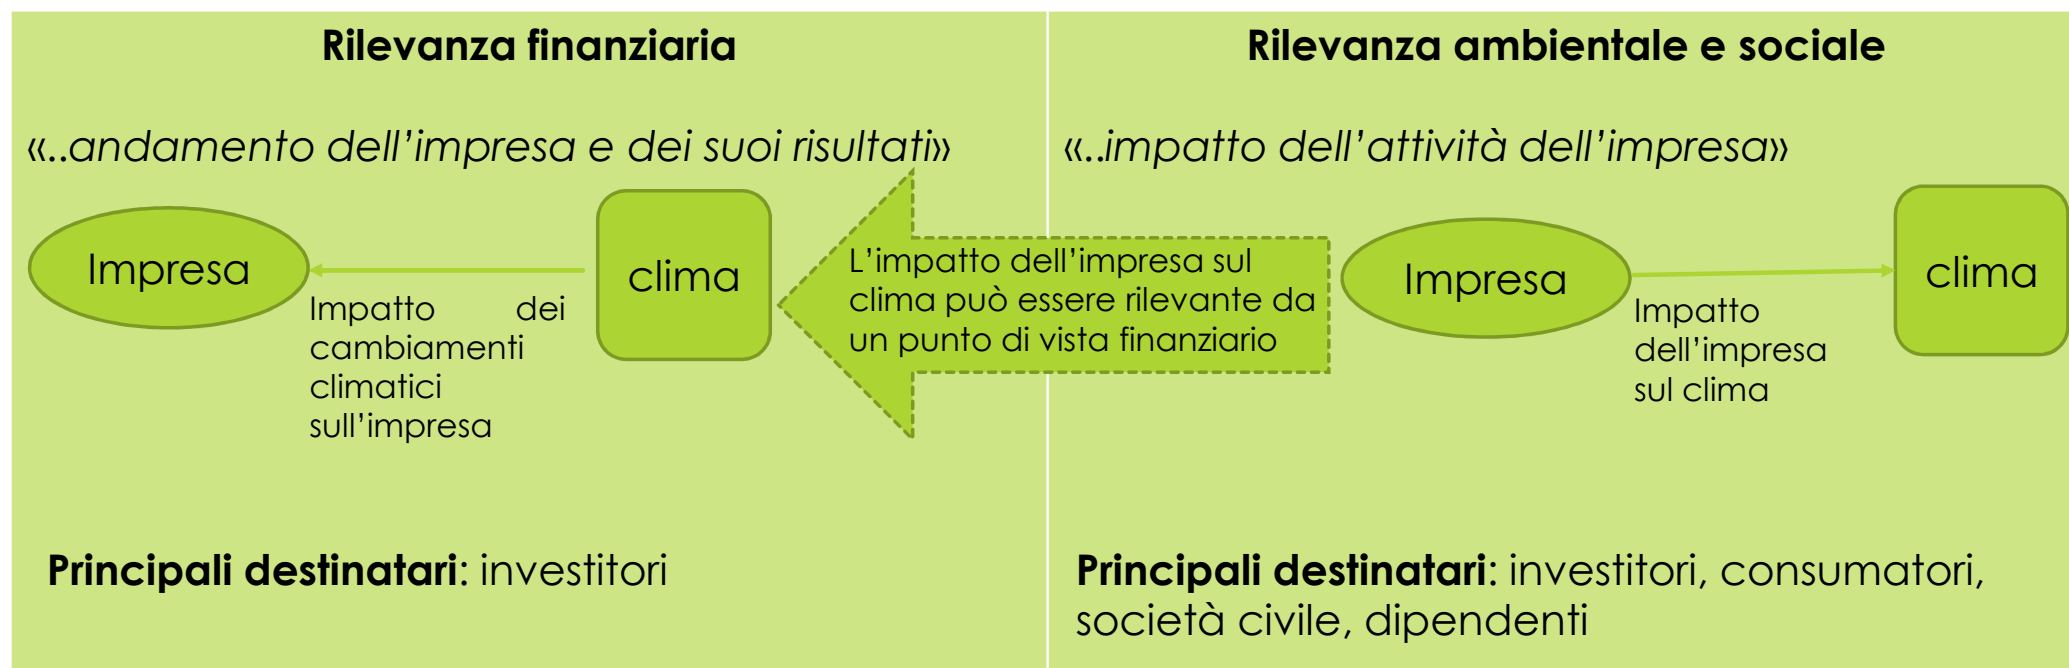 Rilevanza finanziaria
«..andamento dell’impresa e dei suoi risultati»
Impresa
clima
Impatto dei
cambiamenti
climatici
sull’impresa
L’impatto dell’impresa sul
clima può essere rilevante da
un punto di vista finanziario
Principali destinatari: investitori
Rilevanza ambientale e sociale
«..impatto dell’attività dell’impresa»
Impresa
clima
Impatto
dell’impresa
sul clima
Principali destinatari: investitori, consumatori,
società civile, dipendenti